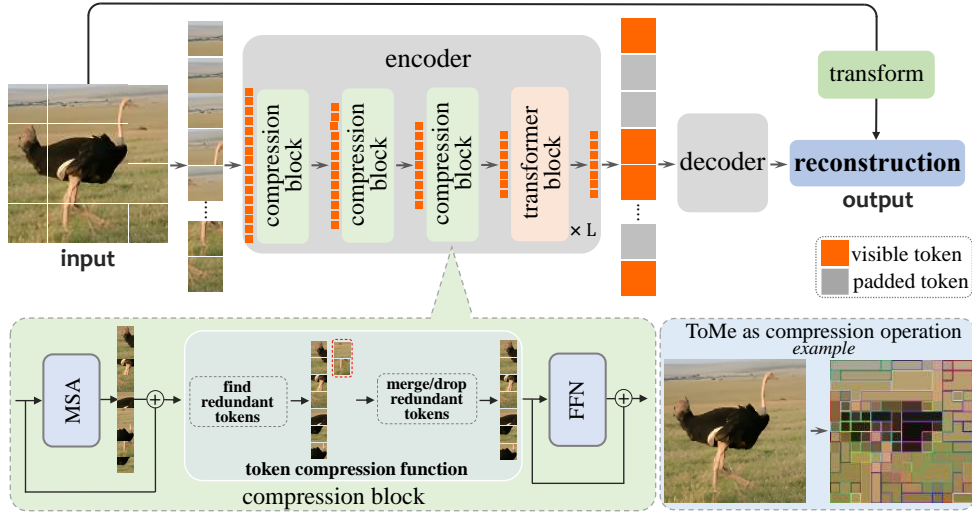 encoder
transform
compression
block
compression
block
compression
block
transformer
block
× L
decoder
reconstruction
output
input
visible token
padded token
MSA
find
redundant
tokens
merge/drop
redundant
tokens
token compression function
FFN
compression block
ToMe as compression operation
example